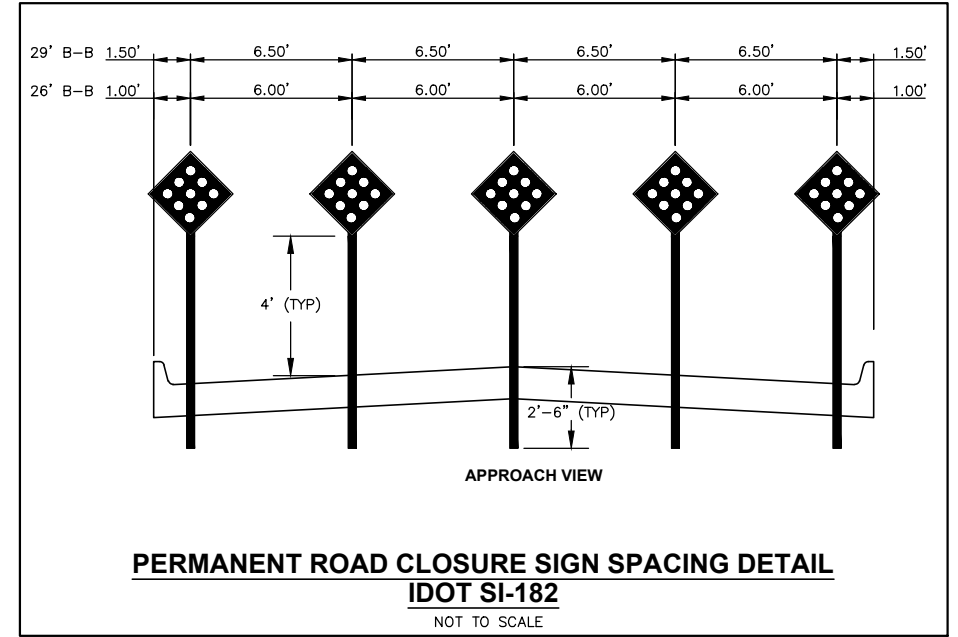 29' B-B 1.50' 6.50' 6.50' 6.50' 6.50' 1.50'
26' B-B 1.00' 6.00' 6.00' 6.00' 6.00' 1.00'
4' (TYP)
2'-6" (TYP)
APPROACH VIEW
PERMANENT ROAD CLOSURE SIGN SPACING DETAIL
IDOT SI-182
NOT TO SCALE